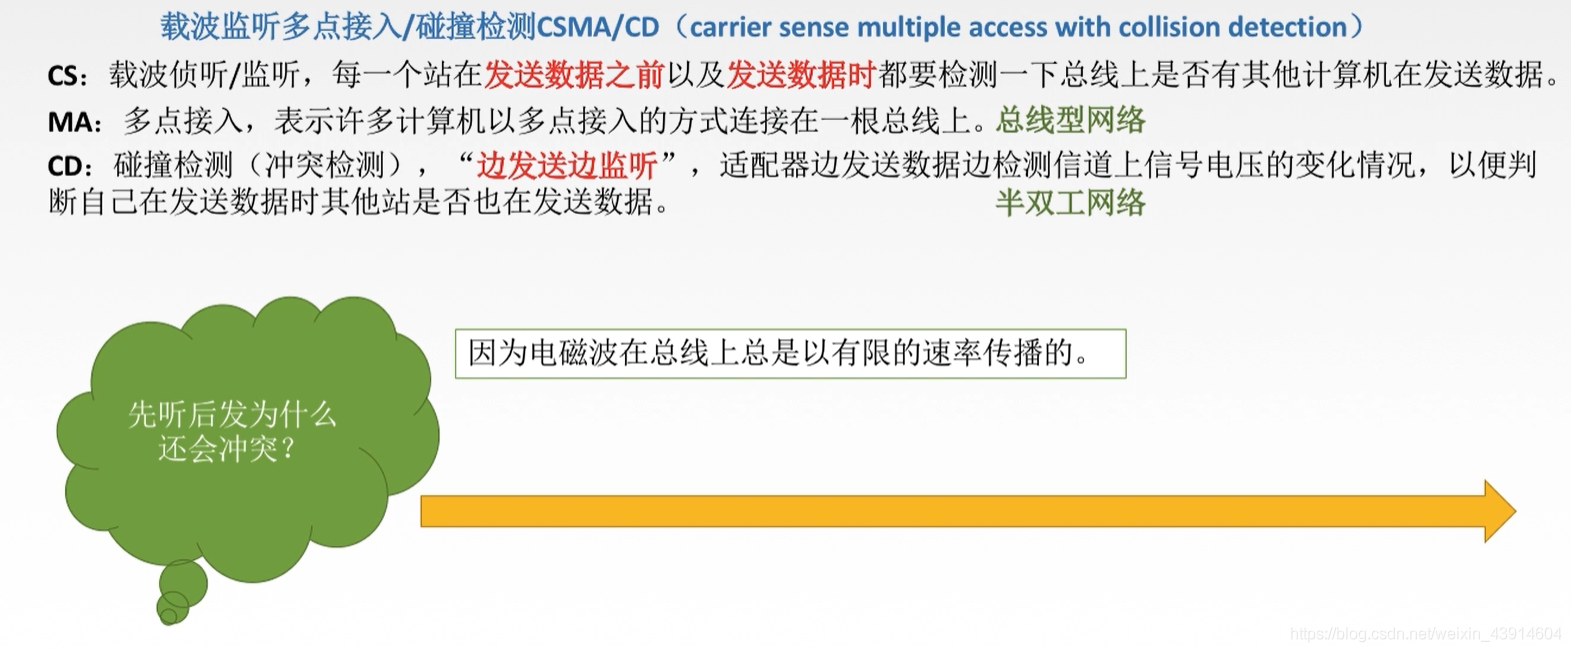 载波监听多点接入/碰撞检测CSMA/CD（carrier sense multiple access with collision detection）
CS：载波侦听/监听，每一个站在发送数据之前以及发送数据时都要检测一下总线上是否有其他计算机在发送数据。
MA：多点接入，表示许多计算机以多点接入的方式连接在一根总线上。总线型网络
CD：碰撞检测（冲突检测），“边发送边监听”，适配器边发送数据边检测信道上信号电压的变化情况，以便判
断自己在发送数据时其他站是否也在发送数据。 半双工网络
因为电磁波在总线上总是以有限的速率传播的。
先听后发为什么
还会冲突？
https://blog.csdn.net/weixin_43914604